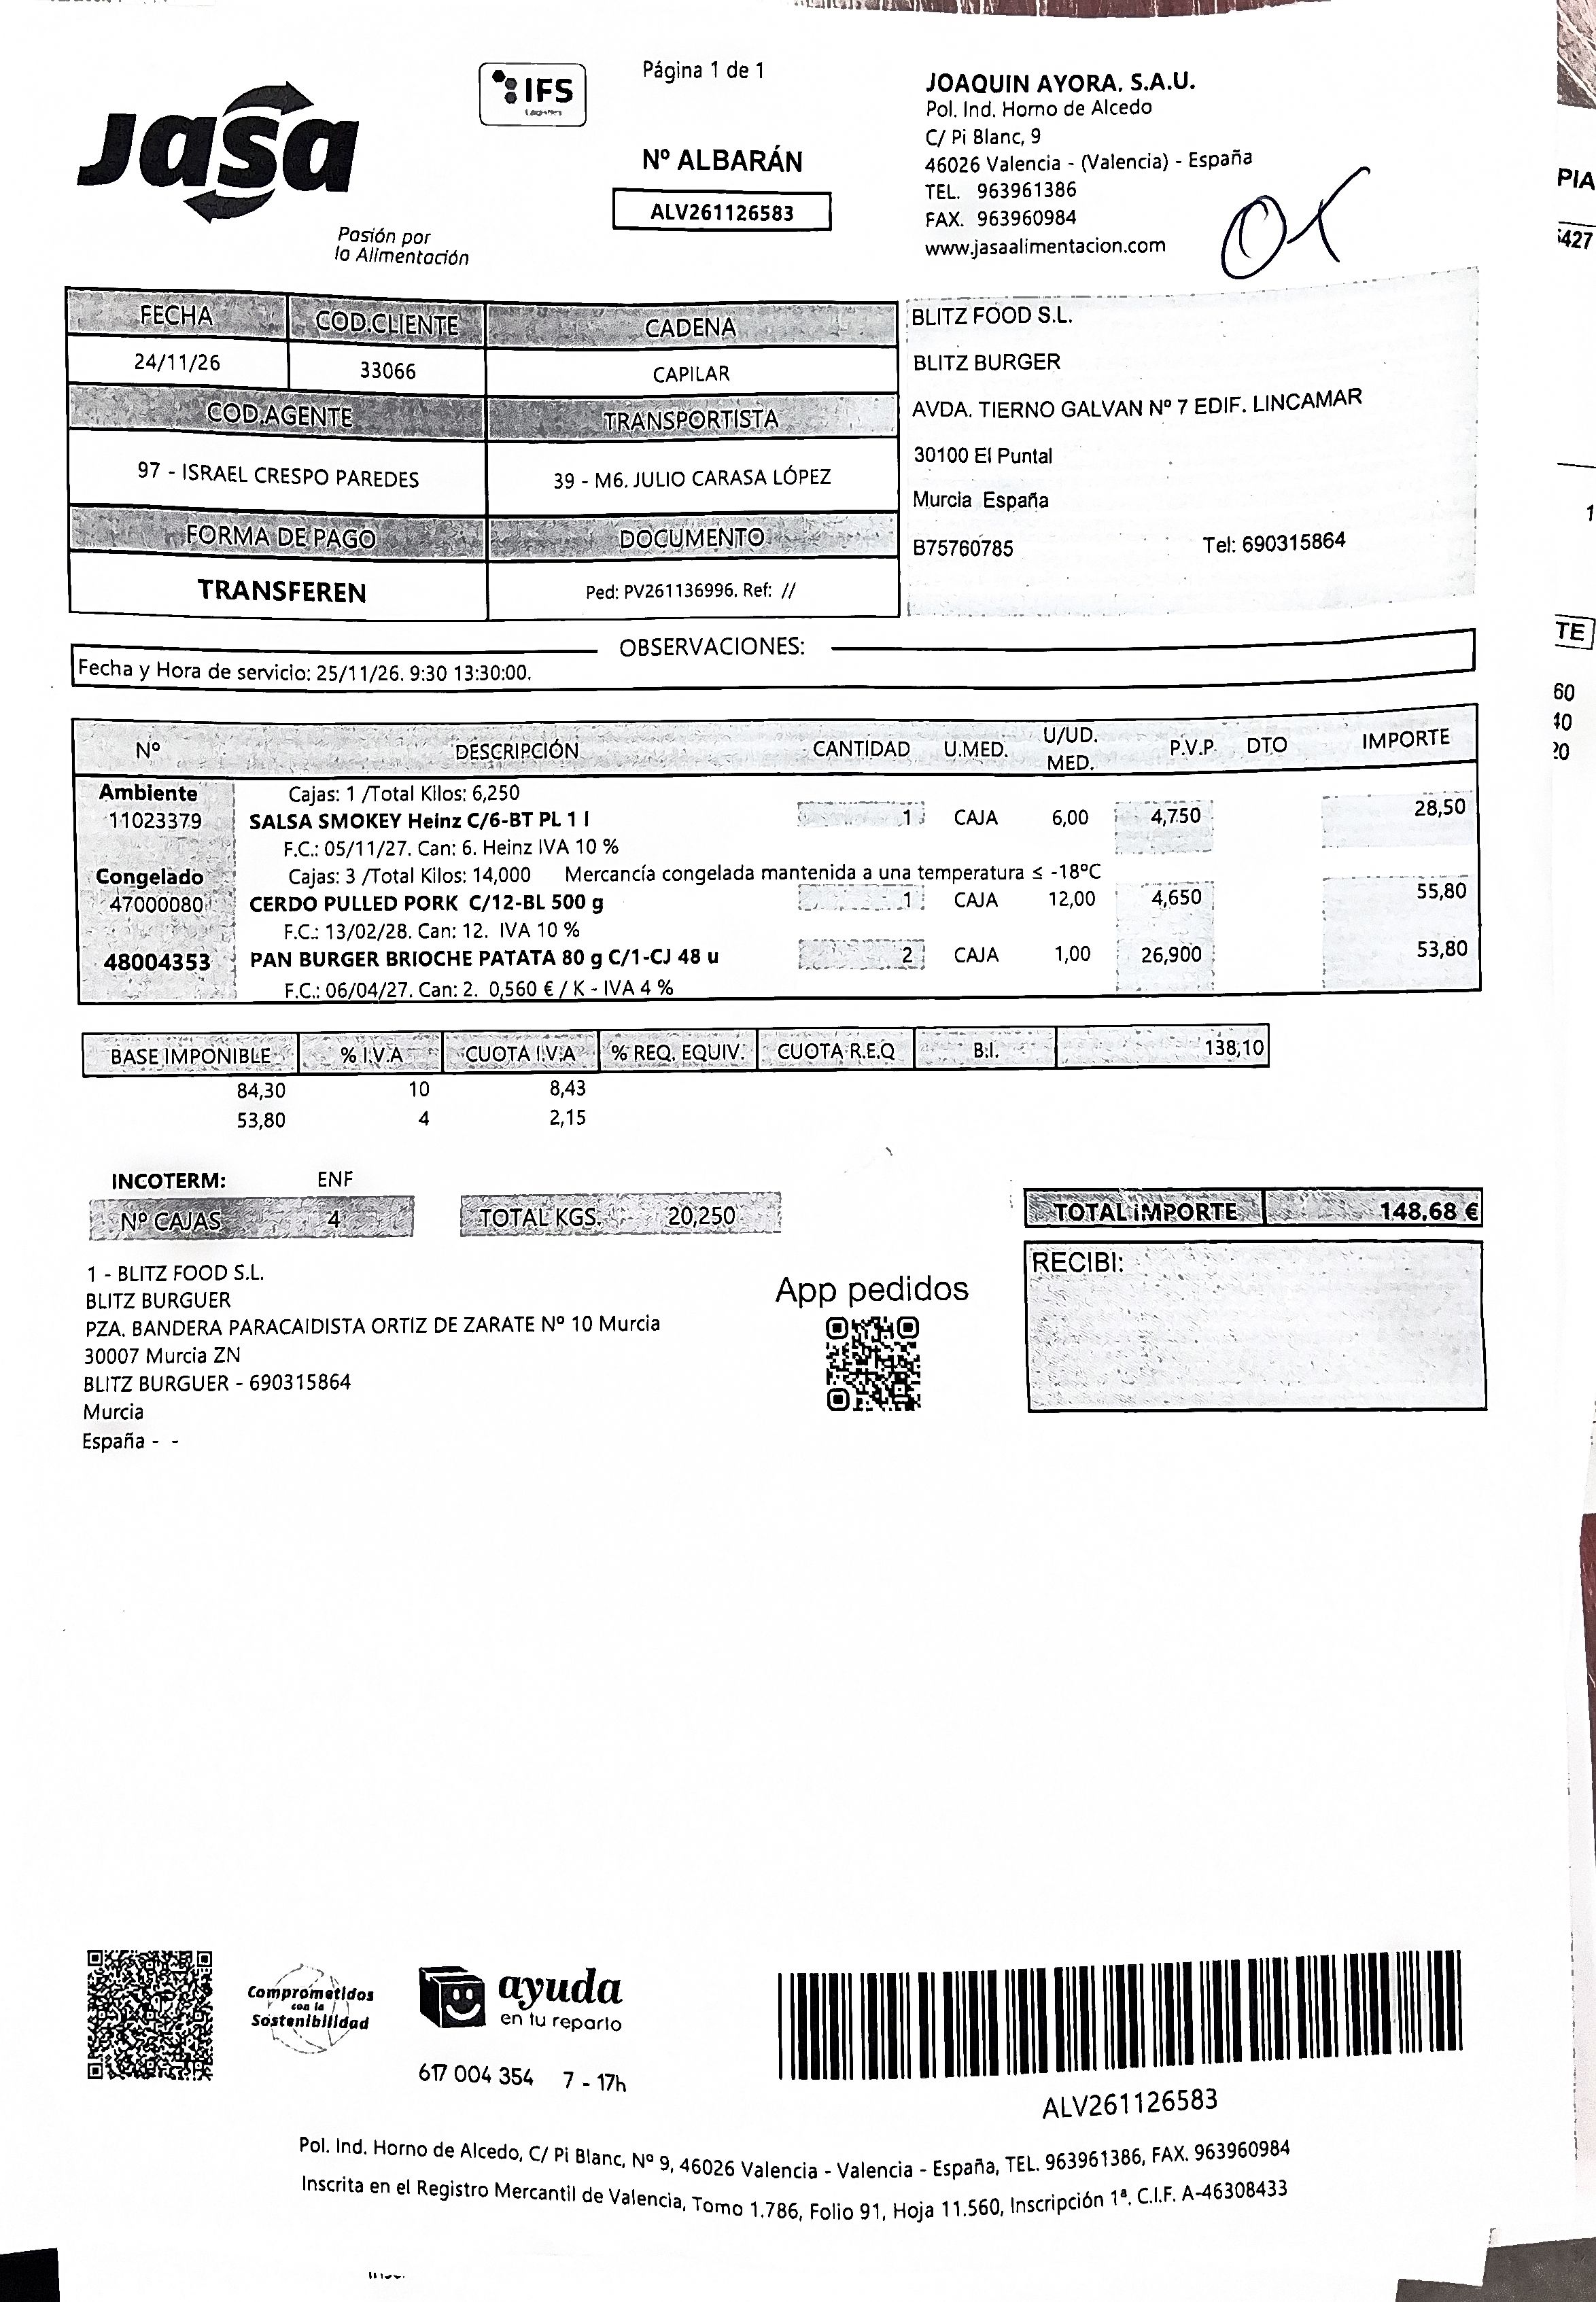 Jasa
Pasión por
la Alimentación
IFS
Logistics
Página 1 de 1
Nº ALBARÁN
ALV261126583
JOAQUIN AYORA, S.A.U.
Pol. Ind. Horno de Alcedo
C/ Pi Blanc, 9
46026 Valencia - (Valencia) - España
TEL. 963961386
FAX. 963960984
www.jasaalimentacion.com
PIA
427
FECHA COD.CLIENTE CADENA
24/11/26 33066 CAPILAR
COD.AGENTE TRANSPORTISTA
97 - ISRAEL CRESPO PAREDES 39 - M6. JULIO CARASA LÓPEZ
FORMA DE PAGO DOCUMENTO
TRANSFEREN Ped: PV261136996. Ref: //
BLITZ FOOD S.L.
BLITZ BURGER
AVDA. TIERNO GALVAN Nº 7 EDIF. LINCAMAR
30100 El Puntal
Murcia España
B75760785 Tel: 690315864
1
TE
60
40
20
OBSERVACIONES:
Fecha y Hora de servicio: 25/11/26. 9:30 13:30:00.
Nº DESCRIPCIÓN CANTIDAD U.MED. U/UD. MED. P.V.P. DTO IMPORTE
Ambiente Cajas: 1 /Total Kilos: 6,250
11023379 SALSA SMOKEY Heinz C/6-BT PL 1 l 1 CAJA 6,00 4,750 28,50
F.C.: 05/11/27. Can: 6. Heinz IVA 10 %
Congelado Cajas: 3 /Total Kilos: 14,000 Mercancía congelada mantenida a una temperatura ≤ -18ºC
47000080 CERDO PULLED PORK C/12-BL 500 g 1 CAJA 12,00 4,650 55,80
F.C.: 13/02/28. Can: 12. IVA 10 %
48004353 PAN BURGER BRIOCHE PATATA 80 g C/1-CJ 48 u 2 CAJA 1,00 26,900 53,80
F.C.: 06/04/27. Can: 2. 0,560 € / K - IVA 4 %
BASE IMPONIBLE % I.V.A CUOTA I.V.A % REQ. EQUIV. CUOTA R.E.Q B.I. 138,10
84,30 10 8,43
53,80 4 2,15
INCOTERM: ENF
Nº CAJAS 4 TOTAL KGS. 20,250
TOTAL IMPORTE 148,68 €
RECIBI:
1 - BLITZ FOOD S.L.
BLITZ BURGUER
PZA. BANDERA PARACAIDISTA ORTIZ DE ZARATE Nº 10 Murcia
30007 Murcia ZN
BLITZ BURGUER - 690315864
Murcia
España - -
App pedidos
Comprometidos
con la
Sostenibilidad
ayuda
en tu reparto
617 004 354 7 - 17h
ALV261126583
Pol. Ind. Horno de Alcedo, C/ Pi Blanc, Nº 9, 46026 Valencia - Valencia - España, TEL. 963961386, FAX. 963960984
Inscrita en el Registro Mercantil de Valencia, Tomo 1.786, Folio 91, Hoja 11.560, Inscripción 1ª. C.I.F. A-46308433